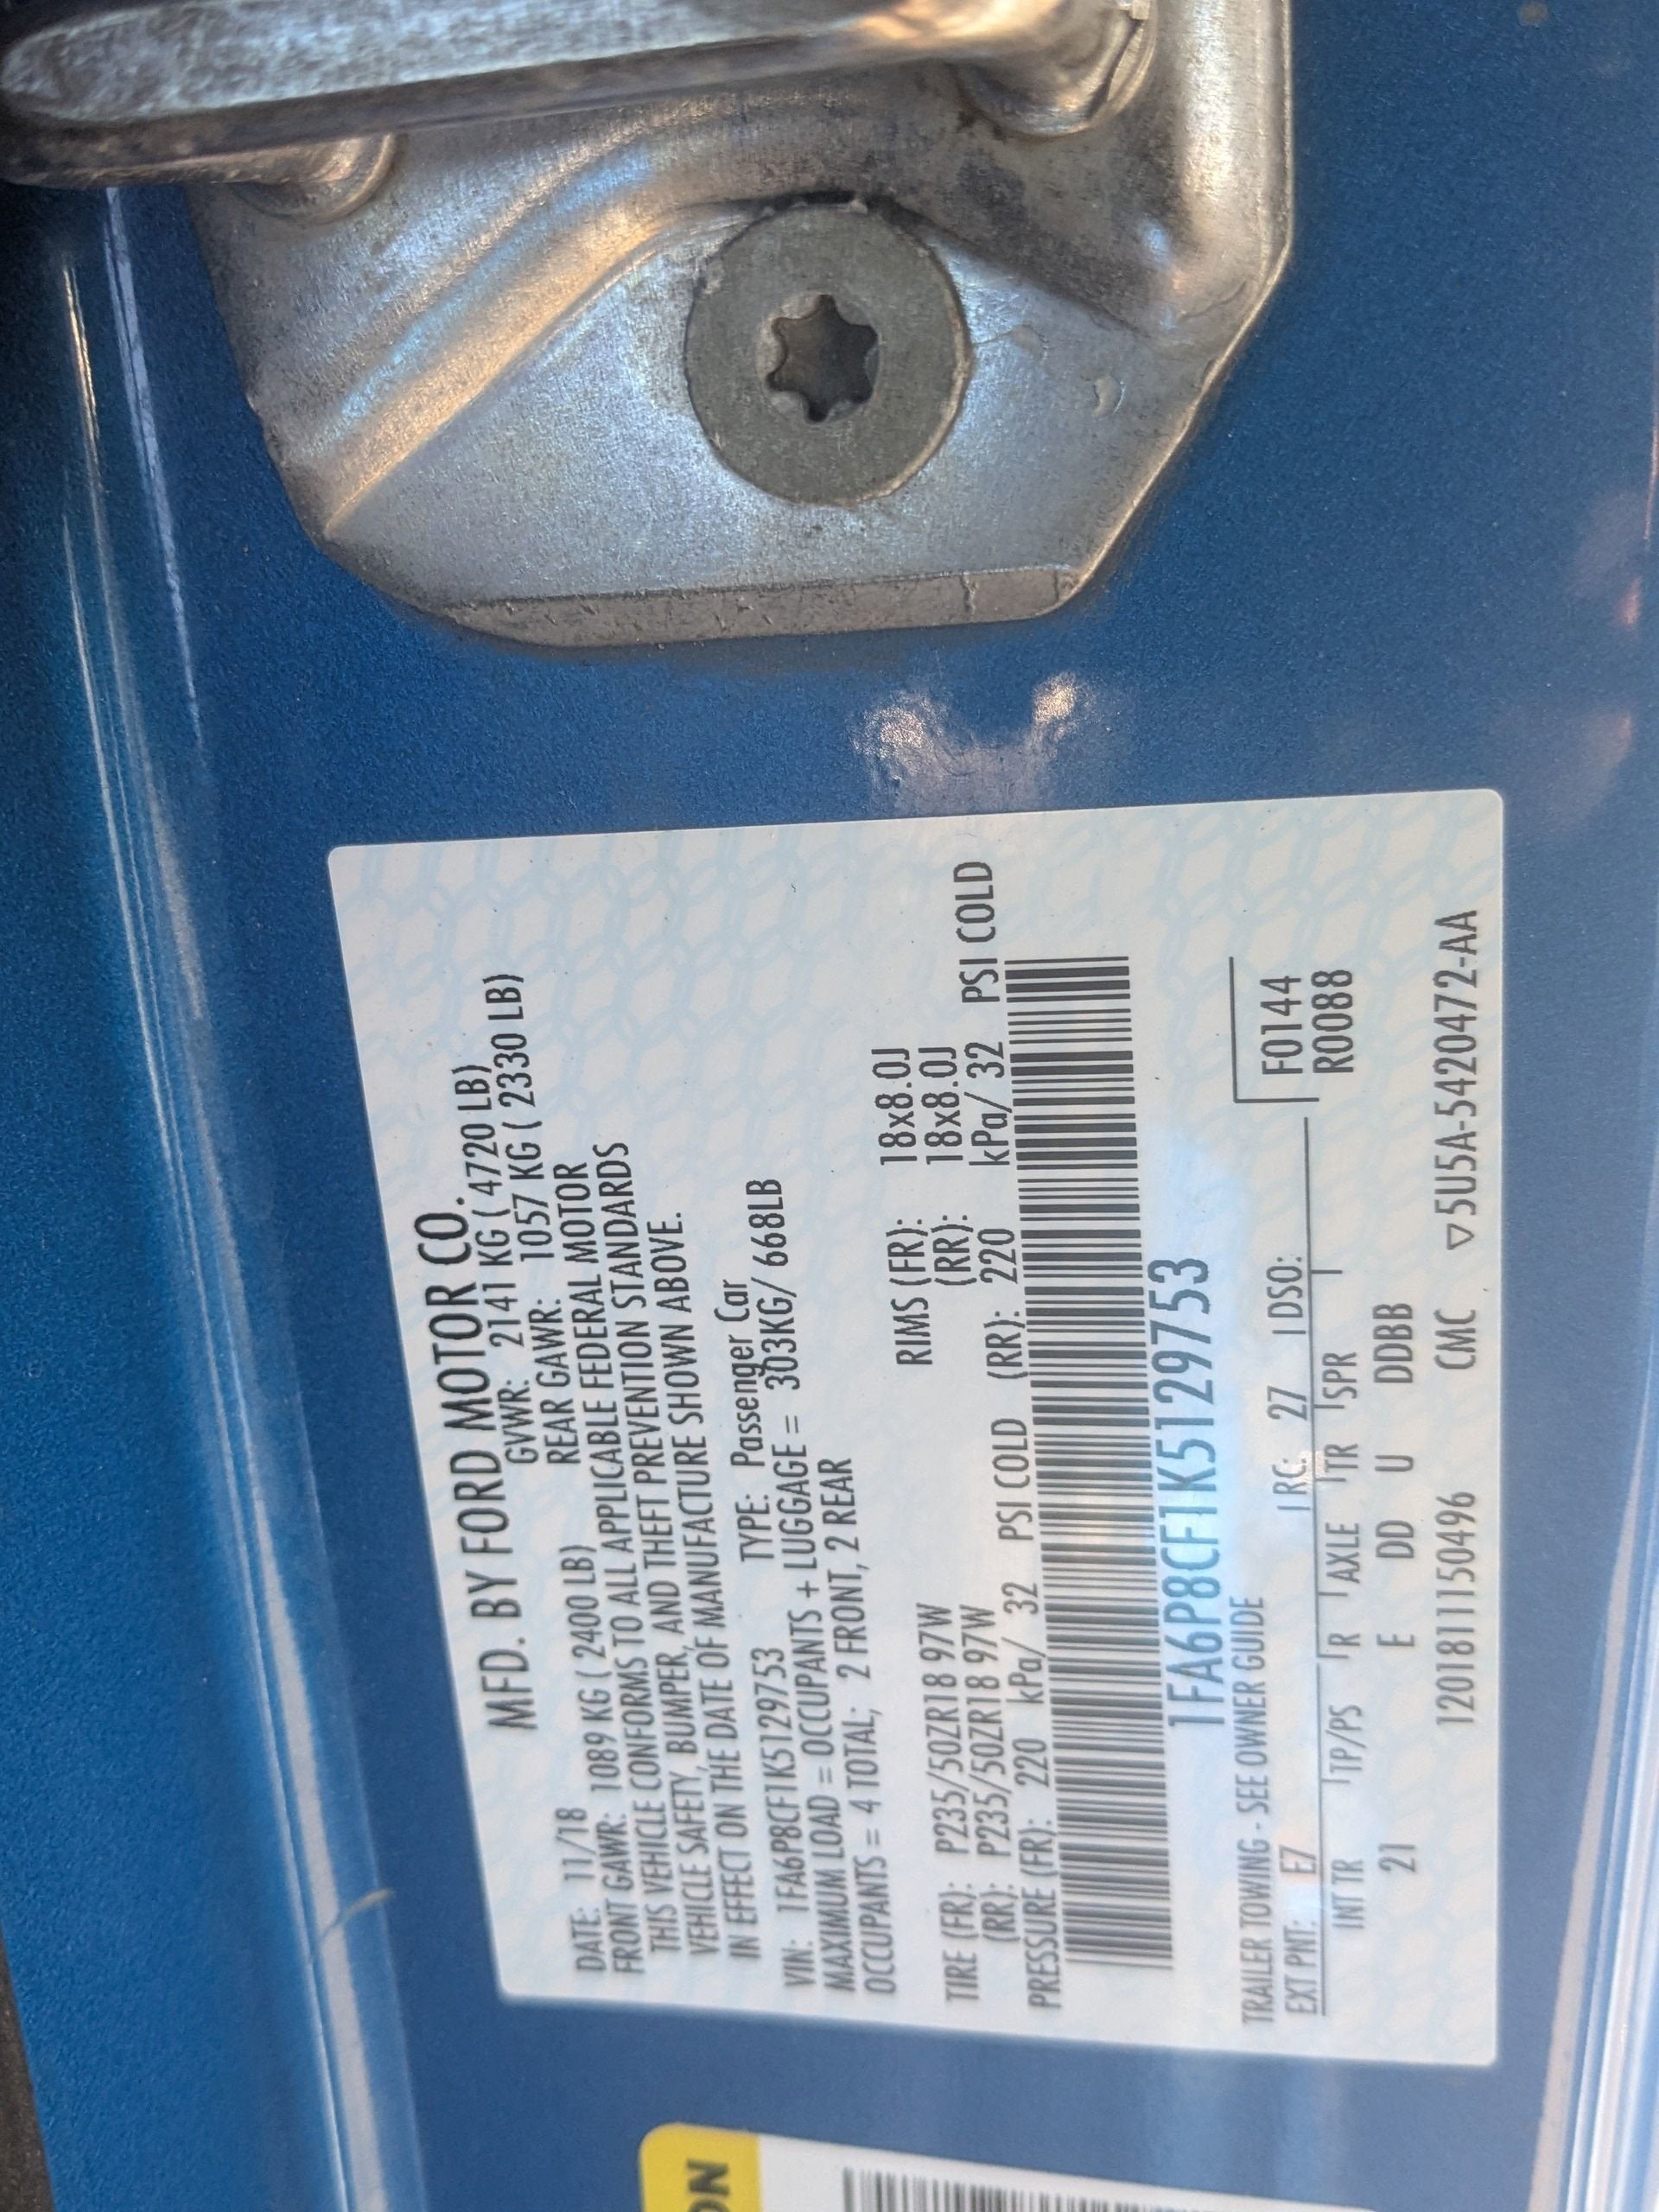 MFD. BY FORD MOTOR CO.
DATE: 11/18 GVWR: 2141 KG ( 4720 LB)
FRONT GAWR: 1089 KG ( 2400 LB) REAR GAWR: 1057 KG ( 2330 LB)
THIS VEHICLE CONFORMS TO ALL APPLICABLE FEDERAL MOTOR
VEHICLE SAFETY, BUMPER, AND THEFT PREVENTION STANDARDS
IN EFFECT ON THE DATE OF MANUFACTURE SHOWN ABOVE.
VIN: 1FA6P8CF1K5129753 TYPE: Passenger Car
MAXIMUM LOAD = OCCUPANTS + LUGGAGE = 303KG/ 668LB
OCCUPANTS = 4 TOTAL; 2 FRONT, 2 REAR
TIRE (FR): P235/50ZR18 97W RIMS (FR): 18x8.0J
(RR): P235/50ZR18 97W (RR): 18x8.0J
PRESSURE (FR): 220 kPa/ 32 PSI COLD (RR): 220 kPa/ 32 PSI COLD
1FA6P8CF1K5129753
TRAILER TOWING - SEE OWNER GUIDE
EXT PNT: E7 RC: 27 DSO: F0144
R0088
INT TR TP/PS R AXLE TR SPR
21 E DD U DDBB
1201811150496 CMC ▽5U5A-5420472-AA
ON